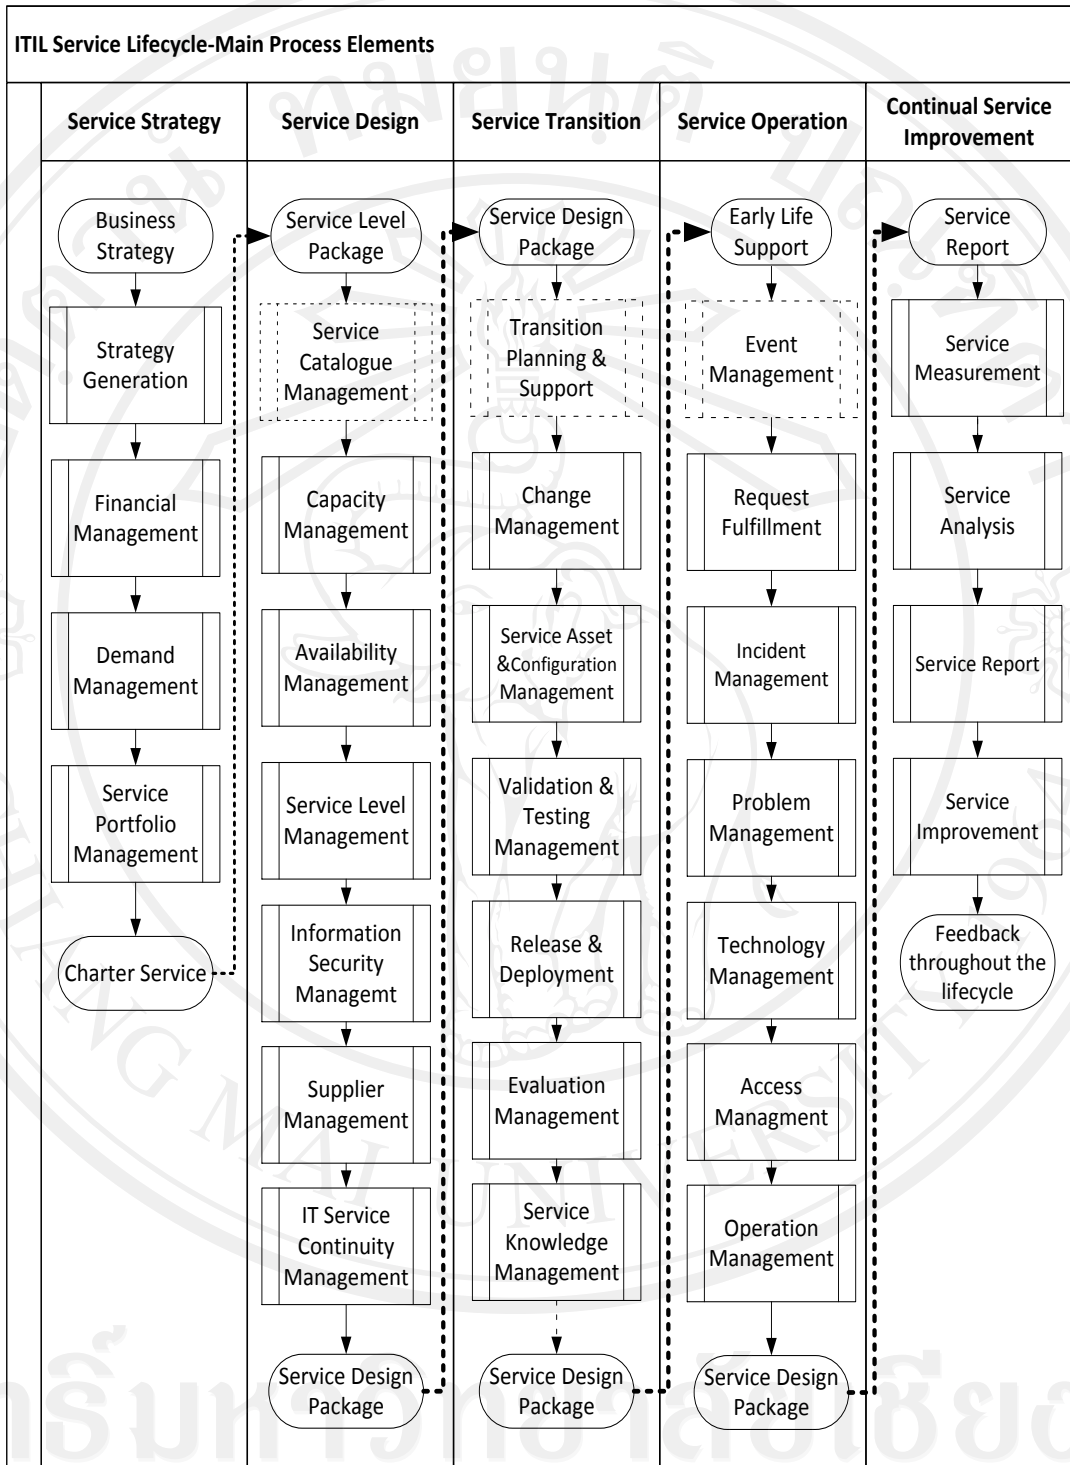 ITIL Service Lifecycle-Main Process Elements
Service Strategy
Service Design
Service Transition
Service Operation
Continual Service
Improvement
Business
Strategy
Strategy
Generation
Financial
Management
Demand
Management
Service
Portfolio
Management
Charter Service
Service Level
Package
Service
Catalogue
Management
Capacity
Management
Availability
Management
Service Level
Management
Information
Security
Managemt
Supplier
Management
IT Service
Continuity
Management
Service Design
Package
Service Design
Package
Transition
Planning &
Support
Change
Management
Service Asset
&Configuration
Management
Validation &
Testing
Management
Release &
Deployment
Evaluation
Management
Service
Knowledge
Management
Service Design
Package
Early Life
Support
Event
Management
Request
Fulfillment
Incident
Management
Problem
Management
Technology
Management
Access
Managment
Operation
Management
Service Design
Package
Service
Report
Service
Measurement
Service
Analysis
Service Report
Service
Improvement
Feedback
throughout the
lifecycle
CHIANG MAI UNIVERSITY 1964